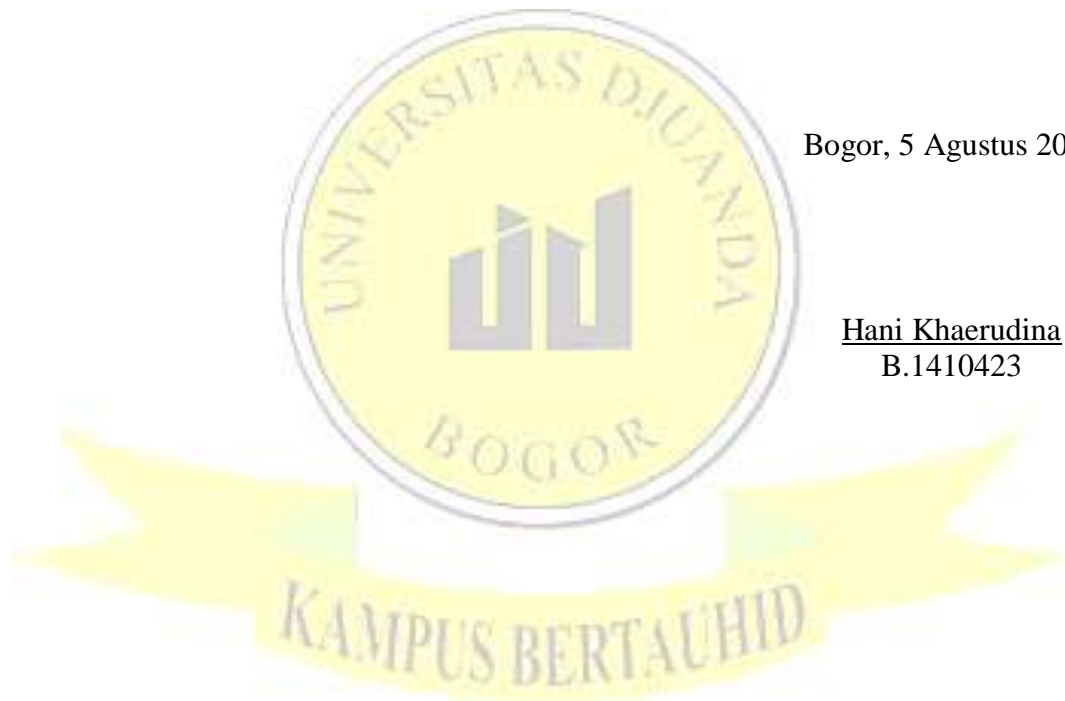 UNIVERSITAS DJUANDA
Bogor, 5 Agustus 20
Hani Khaerudina
B.1410423
BOGOR
KAMPUS BERTAUHID